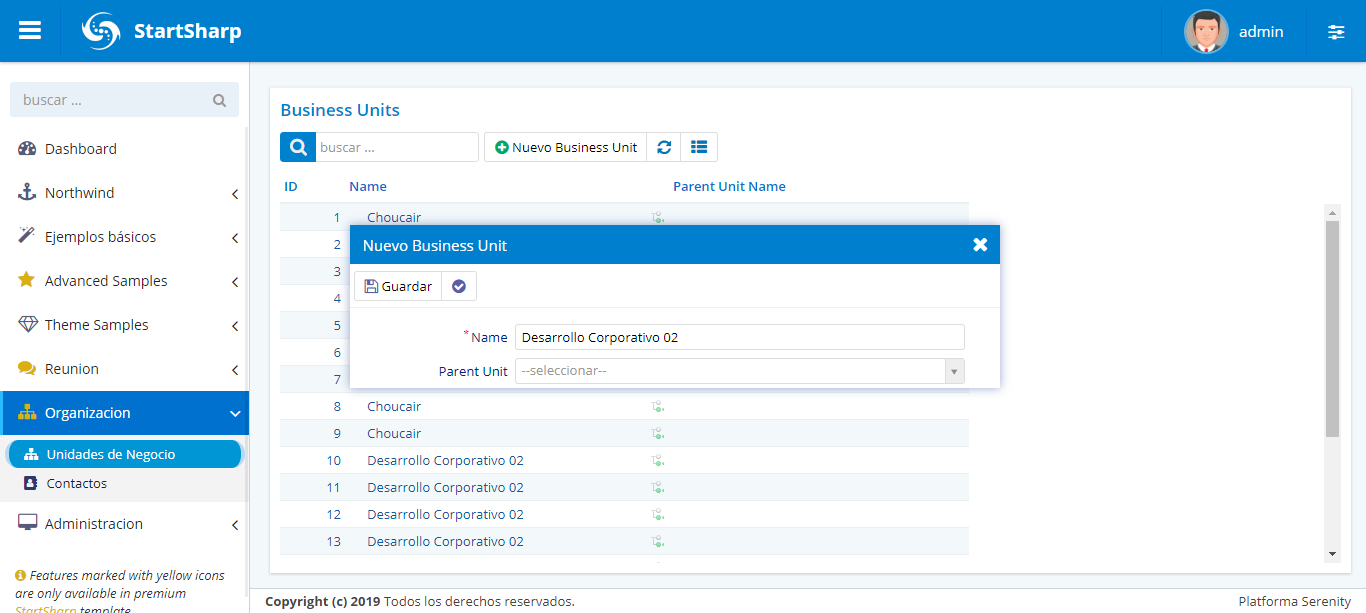 StartSharp
admin
buscar ...
Dashboard
Northwind
Ejemplos básicos
Advanced Samples
Theme Samples
Reunion
Organizacion
Unidades de Negocio
Contactos
Administracion
Features marked with yellow icons
are only available in premium
StartSharp template
Business Units
buscar ...
Nuevo Business Unit
ID Name Parent Unit Name
1 Choucair
2
3
4
5
6
7
Nuevo Business Unit
Guardar
* Name Desarrollo Corporativo 02
Parent Unit --seleccionar--
8 Choucair
9 Choucair
10 Desarrollo Corporativo 02
11 Desarrollo Corporativo 02
12 Desarrollo Corporativo 02
13 Desarrollo Corporativo 02
Copyright (c) 2019 Todos los derechos reservados.
Platforma Serenity